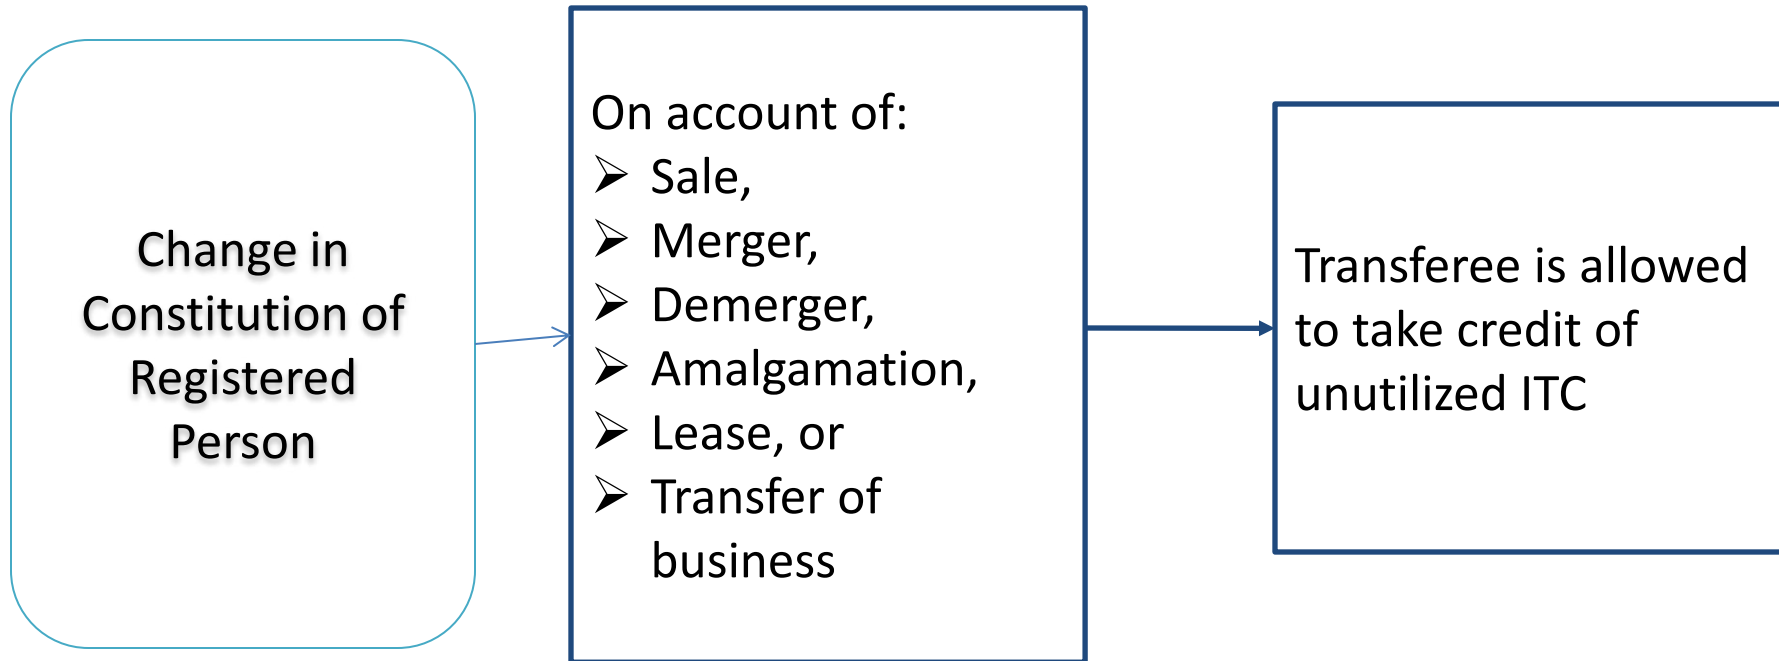 Change in
Constitution of
Registered
Person
On account of:
➢ Sale,
➢ Merger,
➢ Demerger,
➢ Amalgamation,
➢ Lease, or
➢ Transfer of
business
Transferee is allowed
to take credit of
unutilized ITC